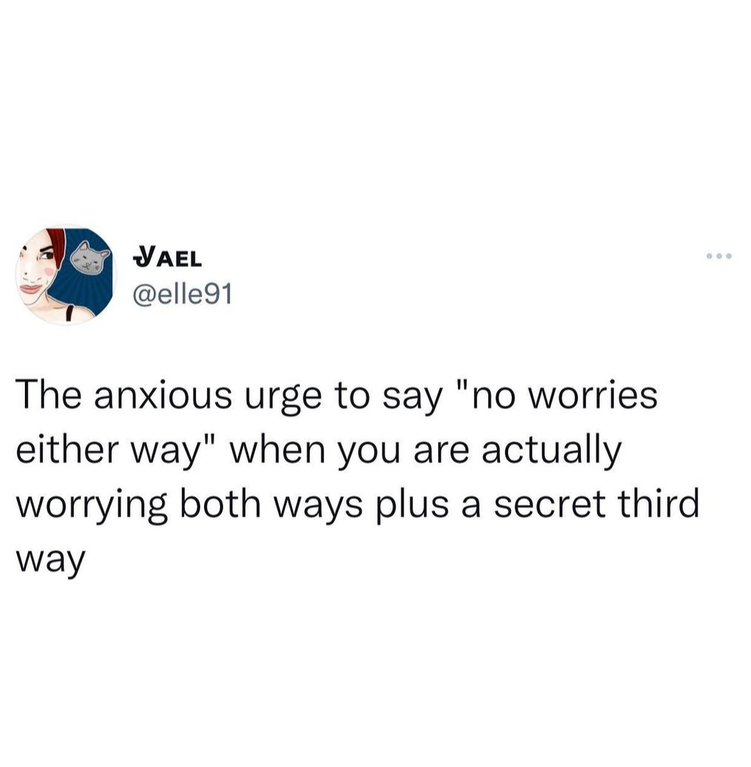 YAEL
@elle91
The anxious urge to say "no worries
either way" when you are actually
worrying both ways plus a secret third
way